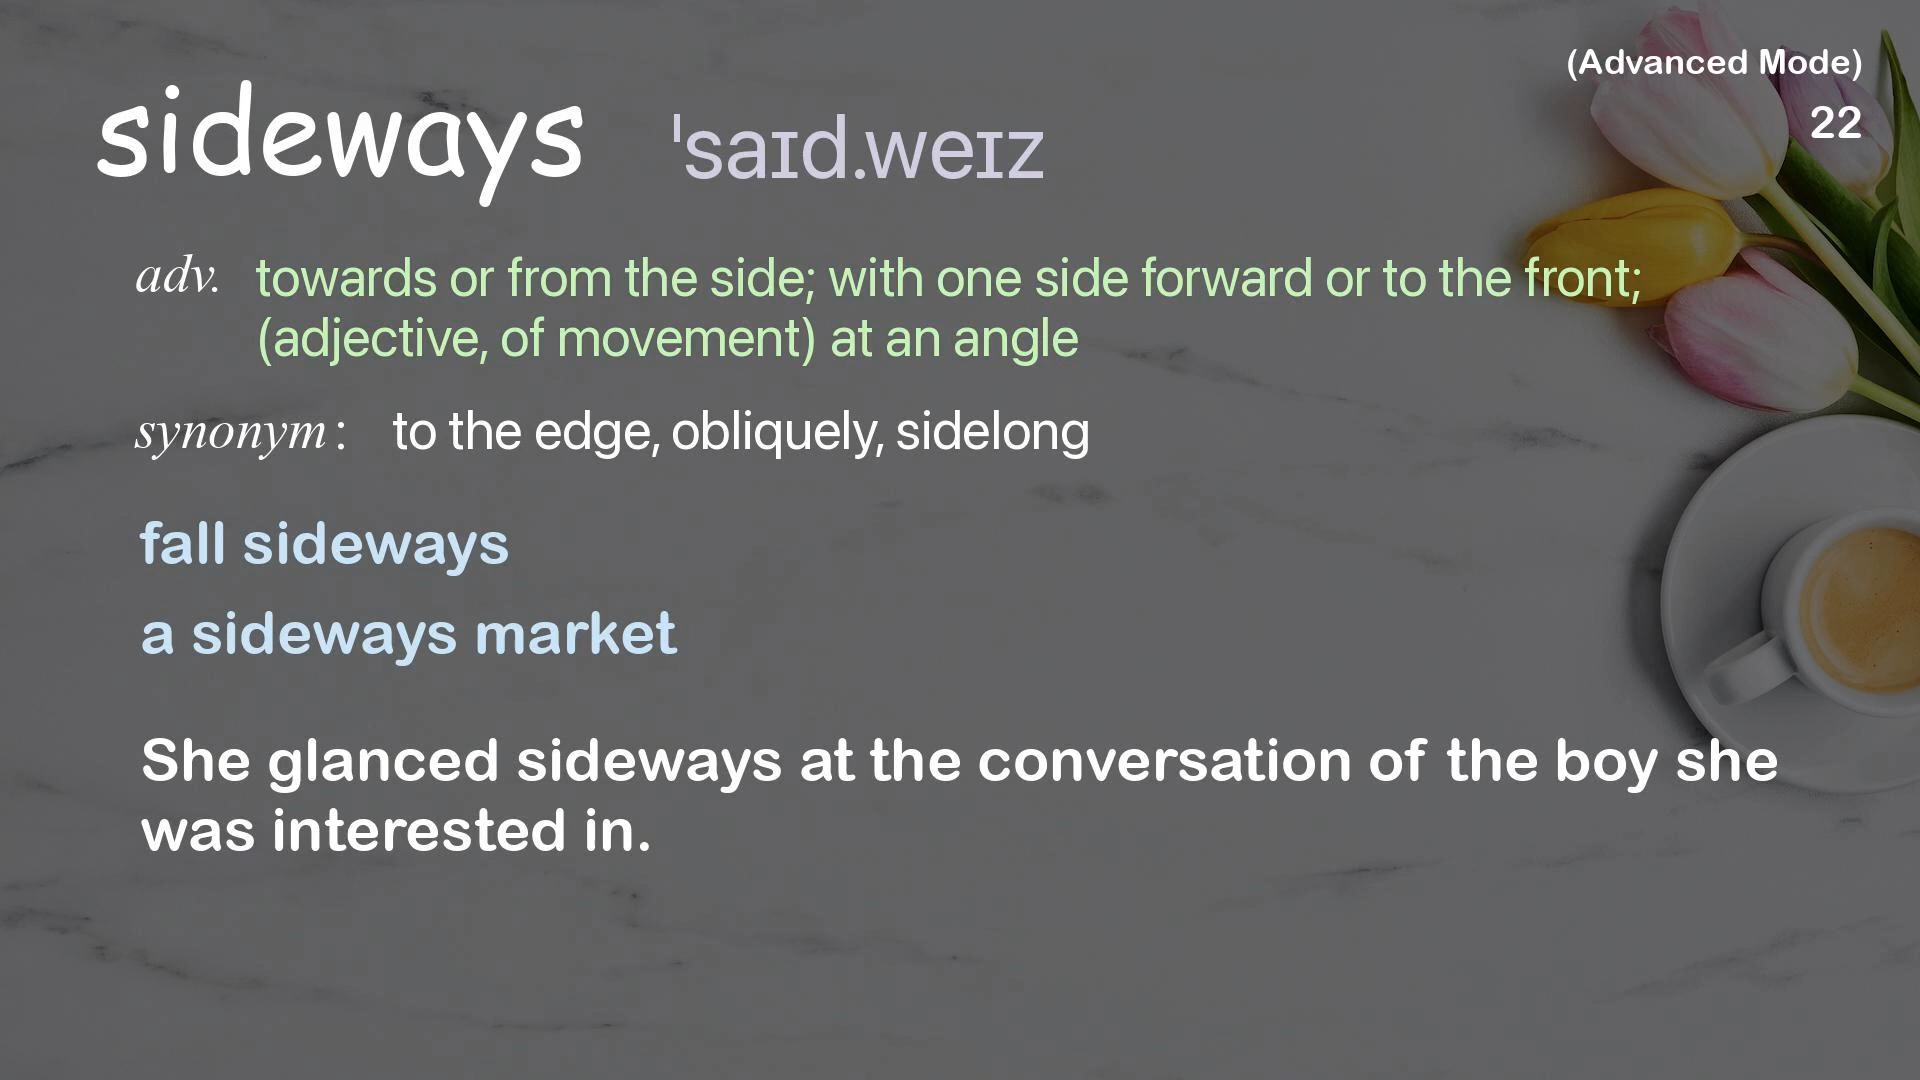 (Advanced Mode)
22
sideways ˈsaɪd.weɪz
adv. towards or from the side; with one side forward or to the front;
(adjective, of movement) at an angle
synonym: to the edge, obliquely, sidelong
fall sideways
a sideways market
She glanced sideways at the conversation of the boy she
was interested in.